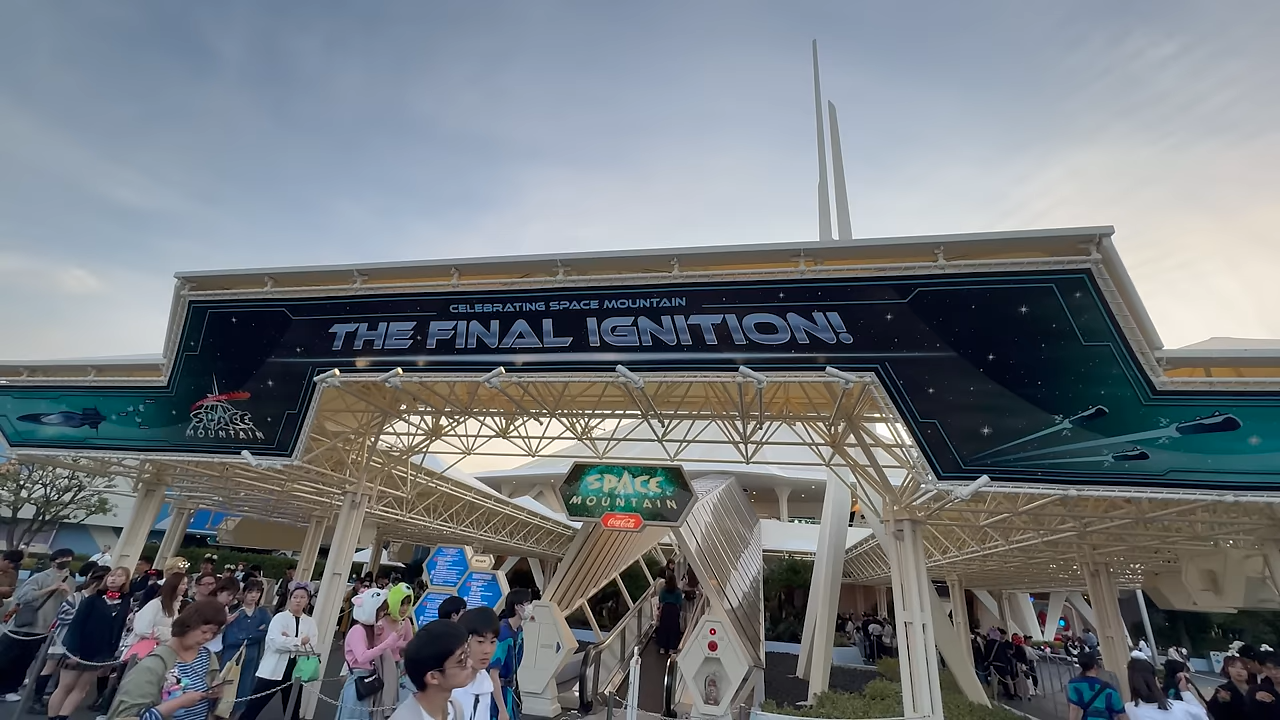 CELEBRATING SPACE MOUNTAIN
THE FINAL IGNITION!
SPACE
MOUNTAIN
SPACE
MOUNTAIN
Coca-Cola